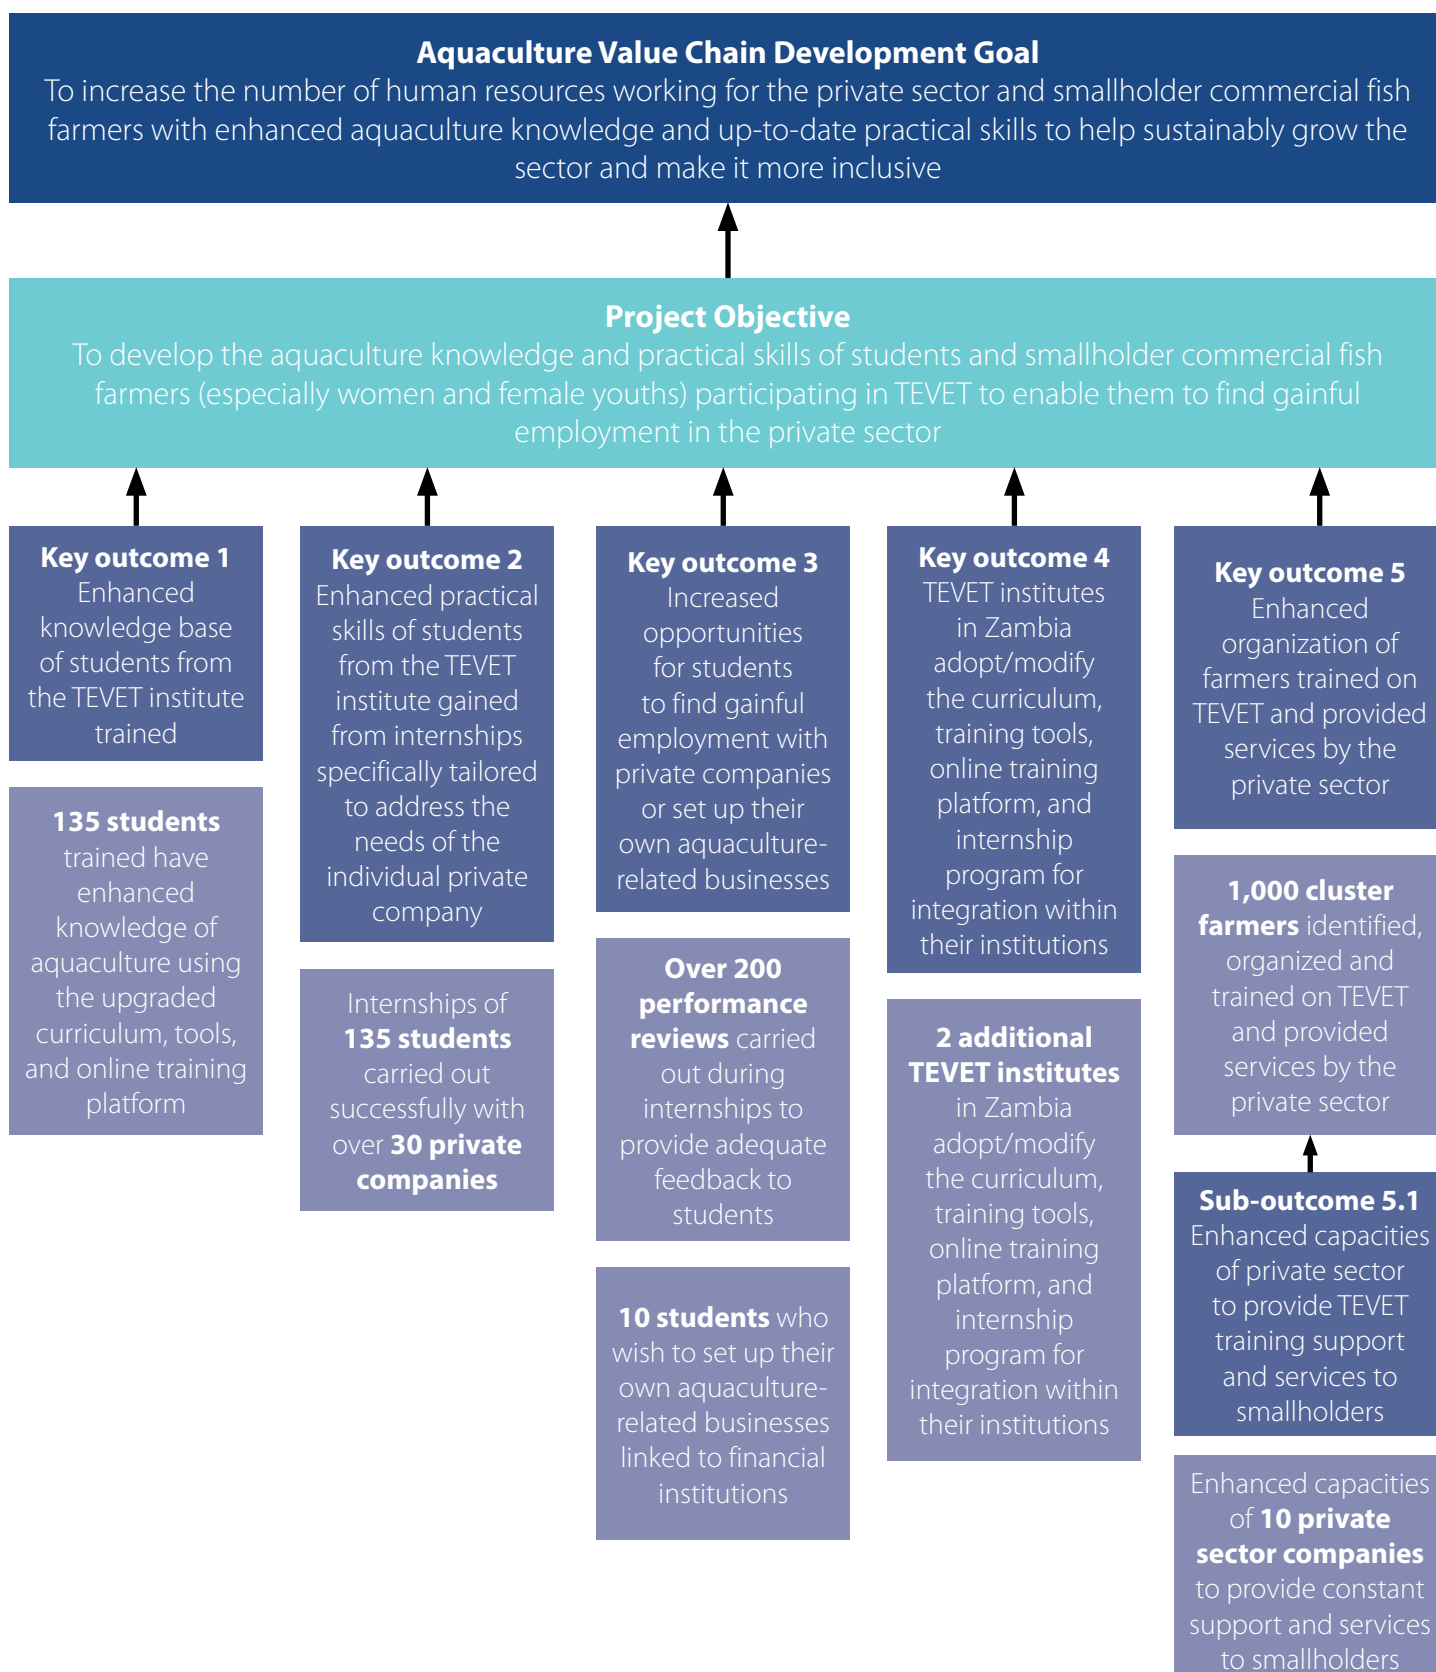 Aquaculture Value Chain Development Goal
To increase the number of human resources working for the private sector and smallholder commercial fish
farmers with enhanced aquaculture knowledge and up-to-date practical skills to help sustainably grow the
sector and make it more inclusive
Project Objective
To develop the aquaculture knowledge and practical skills of students and smallholder commercial fish
farmers (especially women and female youths) participating in TEVET to enable them to find gainful
employment in the private sector
Key outcome 1
Enhanced
knowledge base
of students from
the TEVET institute
trained
135 students
trained have
enhanced
knowledge of
aquaculture using
the upgraded
curriculum, tools,
and online training
platform
Key outcome 2
Enhanced practical
skills of students
from the TEVET
institute gained
from internships
specifically tailored
to address the
needs of the
individual private
company
Internships of
135 students
carried out
successfully with
over 30 private
companies
Key outcome 3
Increased
opportunities
for students
to find gainful
employment with
private companies
or set up their
own aquaculture-
related businesses
Over 200
performance
reviews carried
out during
internships to
provide adequate
feedback to
students
10 students who
wish to set up their
own aquaculture-
related businesses
linked to financial
institutions
Key outcome 4
TEVET institutes
in Zambia
adopt/modify
the curriculum,
training tools,
online training
platform, and
internship
program for
integration within
their institutions
2 additional
TEVET institutes
in Zambia
adopt/modify
the curriculum,
training tools,
online training
platform, and
internship
program for
integration within
their institutions
Key outcome 5
Enhanced
organization of
farmers trained on
TEVET and provided
services by the
private sector
1,000 cluster
farmers identified,
organized and
trained on TEVET
and provided
services by the
private sector
Sub-outcome 5.1
Enhanced capacities
of private sector
to provide TEVET
training support
and services to
smallholders
Enhanced capacities
of 10 private
sector companies
to provide constant
support and services
to smallholders